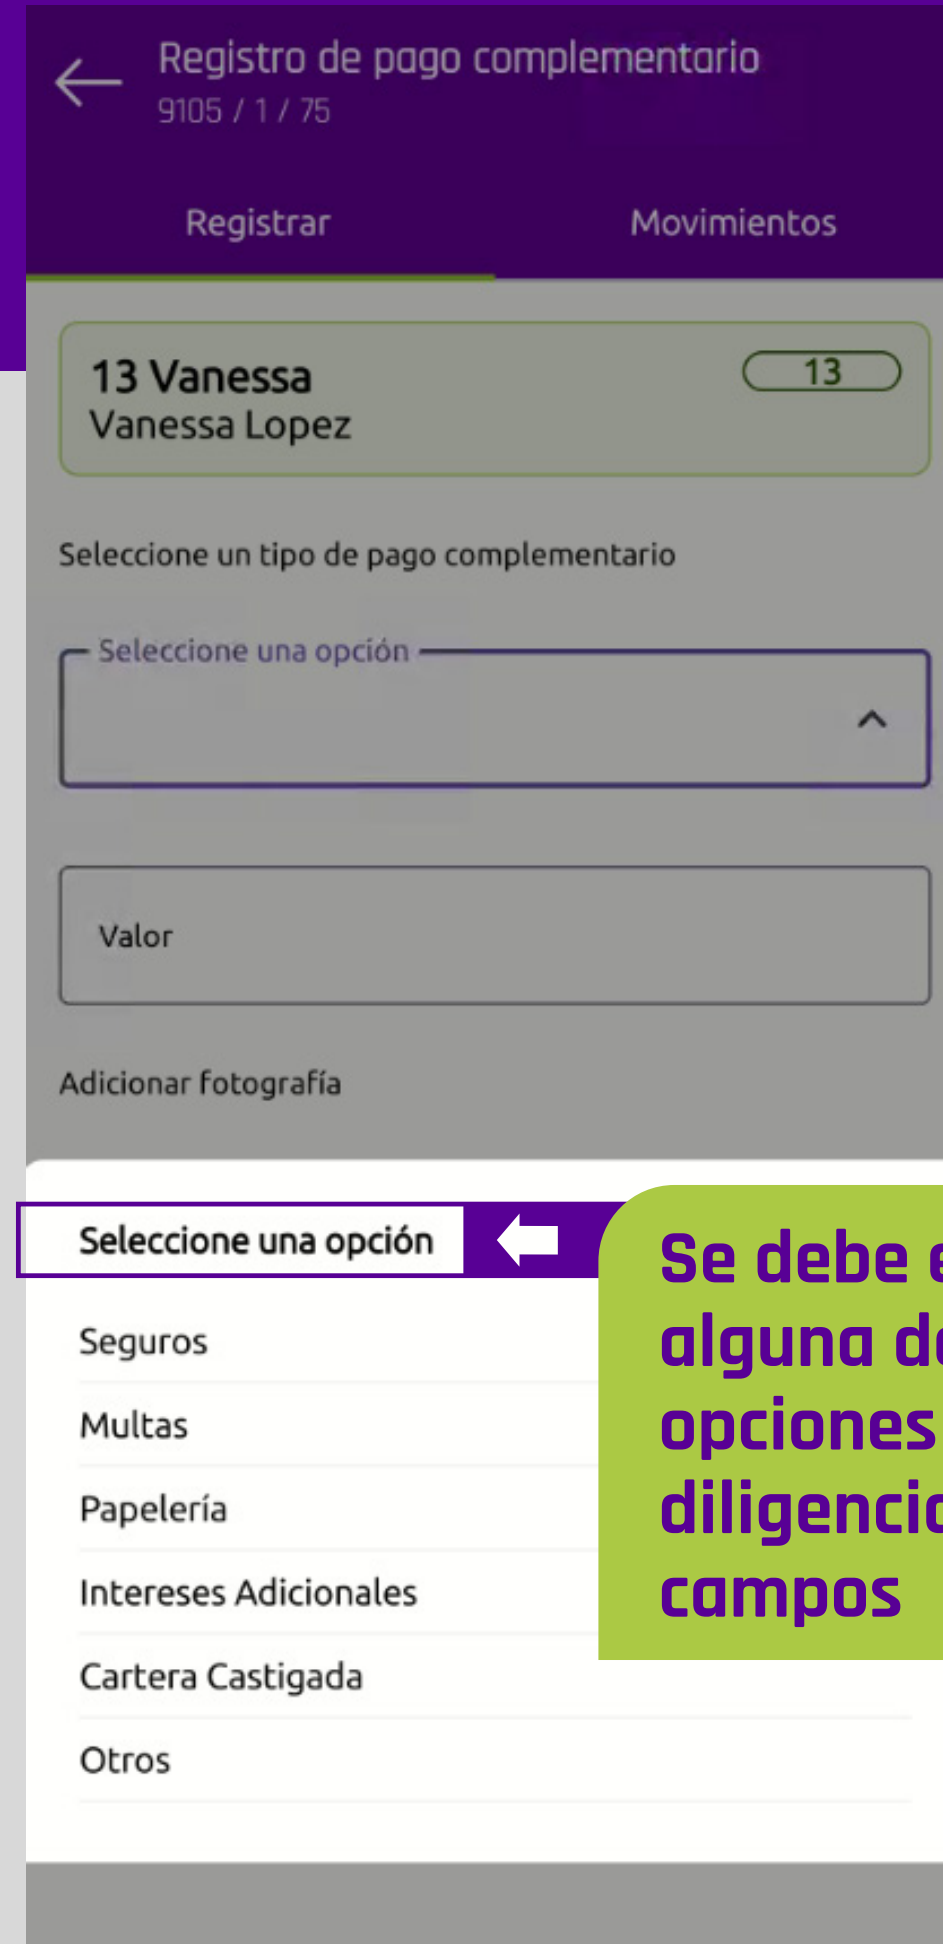 Registro de pago complementario
9105 / 1 / 75
Registrar
Movimientos
13 Vanessa
13
Vanessa Lopez
Seleccione un tipo de pago complementario
Seleccione una opción
Valor
Adicionar fotografía
Seleccione una opción
Seguros
Multas
Papelería
Intereses Adicionales
Cartera Castigada
Otros
Se debe
alguna
opciones
campos